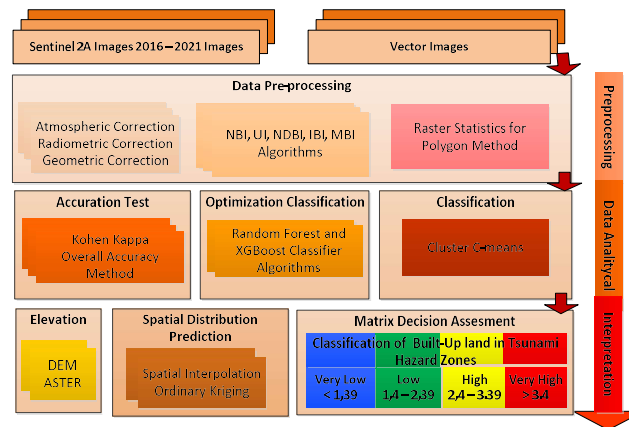 Sentinel 2A Images 2016–2021 Images
Vector Images
Data Pre-processing
Atmospheric Correction
Radiometric Correction
Geometric Correction
NBI, UI, NDBI, IBI, MBI
Algorithms
Raster Statistics for
Polygon Method
Preprocessing
Accuration Test
Kohen Kappa
Overall Accuracy
Method
Optimization Classification
Random Forest and
XGBoost Classifier
Algorithms
Classification
Cluster C-means
Data Analitycal
Elevation
DEM
ASTER
Spatial Distribution
Prediction
Spatial Interpolation
Ordinary Kriging
Matrix Decision Assesment
Classification of Built-Up land in Tsunami
Hazard Zones
Very Low
< 1,39
Low
1,4 – 2,39
High
2,4 – 3,39
Very High
> 3,4
Interpretation